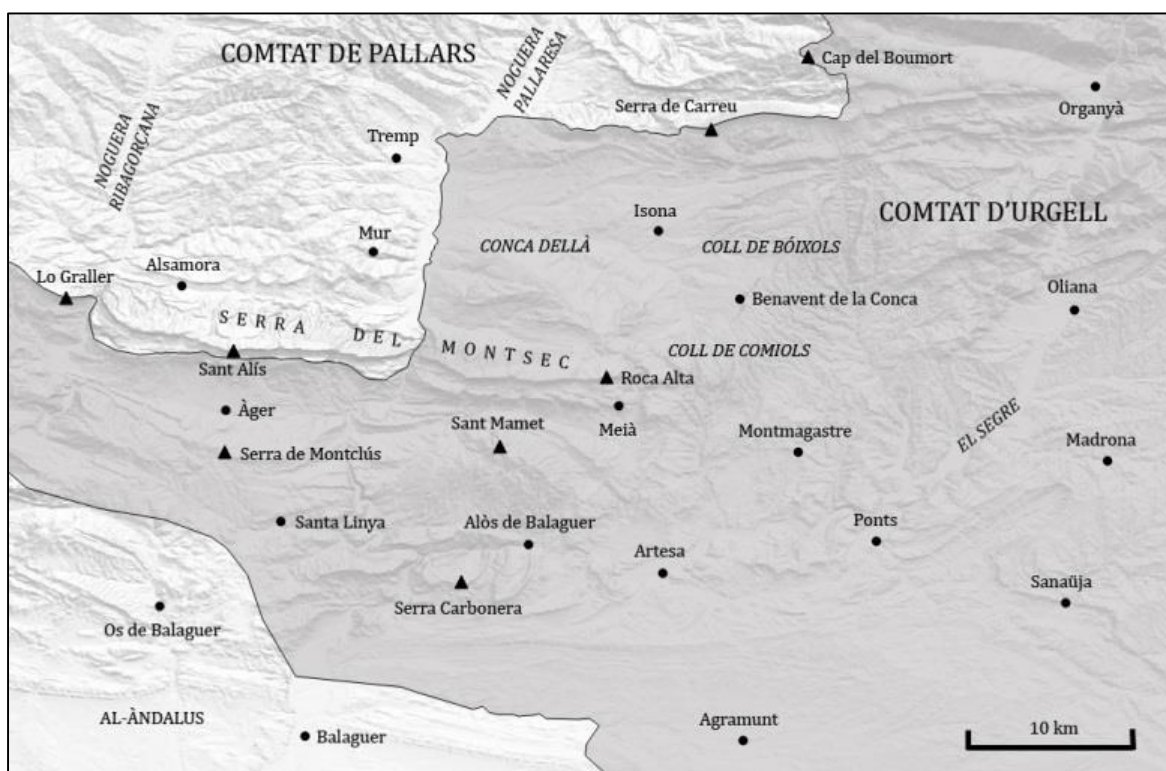 COMTAT DE PALLARS
NOGUERA
PALLARESA
Cap del Boumort
Organyà
Serra de Carreu
NOGUERA
RIBAGORÇANA
Tremp
Isona
COMTAT D'URGELL
Mur
CONCA DELLÀ
COLL DE BÓIXOLS
Lo Graller
Alsamora
Benavent de la Conca
Oliana
SERRA DEL MONTSEC
COLL DE COMIOLS
Sant Alís
Roca Alta
Àger
Sant Mamet
Meià
Montmagastre
EL SEGRE
Madrona
Serra de Montclús
Santa Linya
Alòs de Balaguer
Ponts
Artesa
Sanaüja
Serra Carbonera
Os de Balaguer
AL-ÀNDALUS
Balaguer
Agramunt
10 km